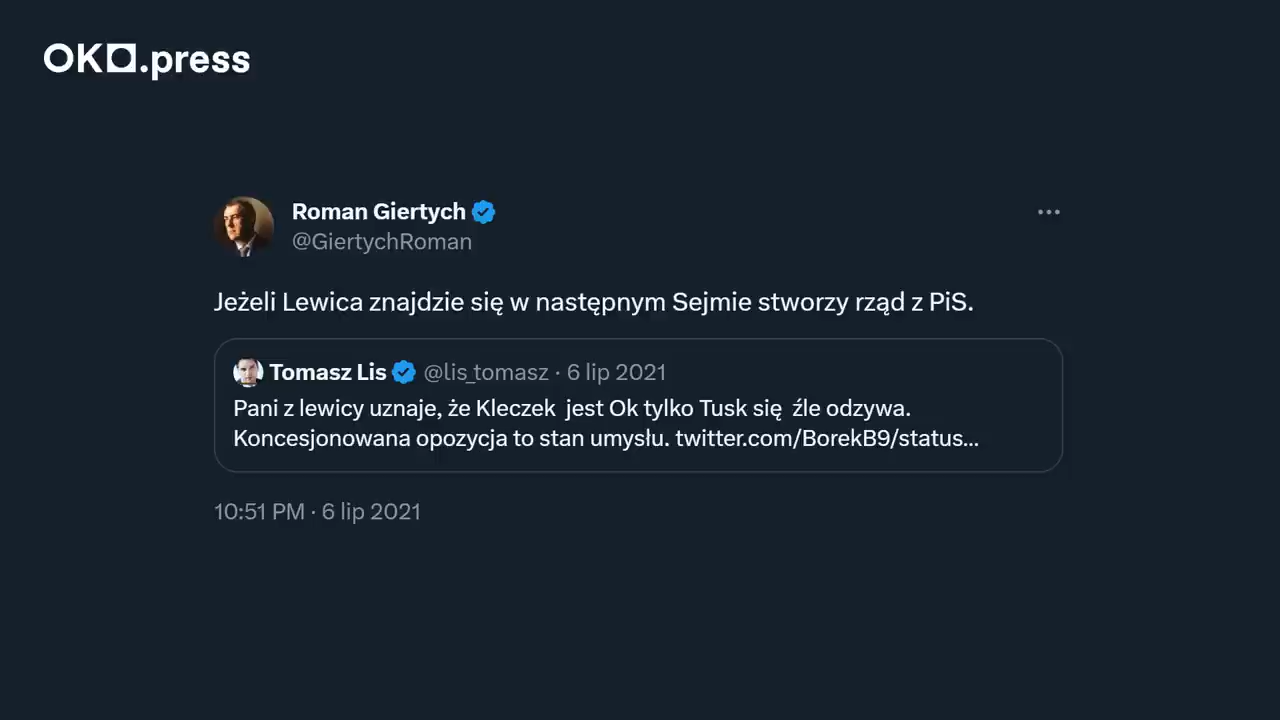 OKO.press
Roman Giertych
@GiertychRoman
Jeżeli Lewica znajdzie się w następnym Sejmie stworzy rząd z PiS.
Tomasz Lis @lis_tomasz · 6 lip 2021
Pani z lewicy uznaje, że Kleczek  jest Ok tylko Tusk się  źle odzywa.
Koncesjonowana opozycja to stan umysłu. twitter.com/BorekB9/status...
10:51 PM · 6 lip 2021